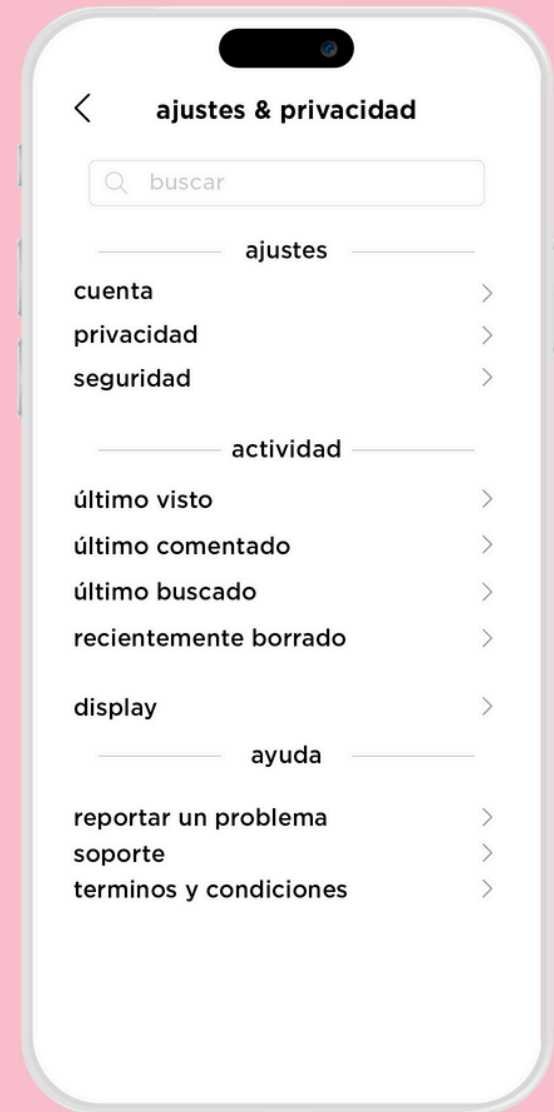 ajustes & privacidad
buscar
ajustes
cuenta
privacidad
seguridad
actividad
último visto
último comentado
último buscado
recientemente borrado
display
ayuda
reportar un problema
soporte
terminos y condiciones